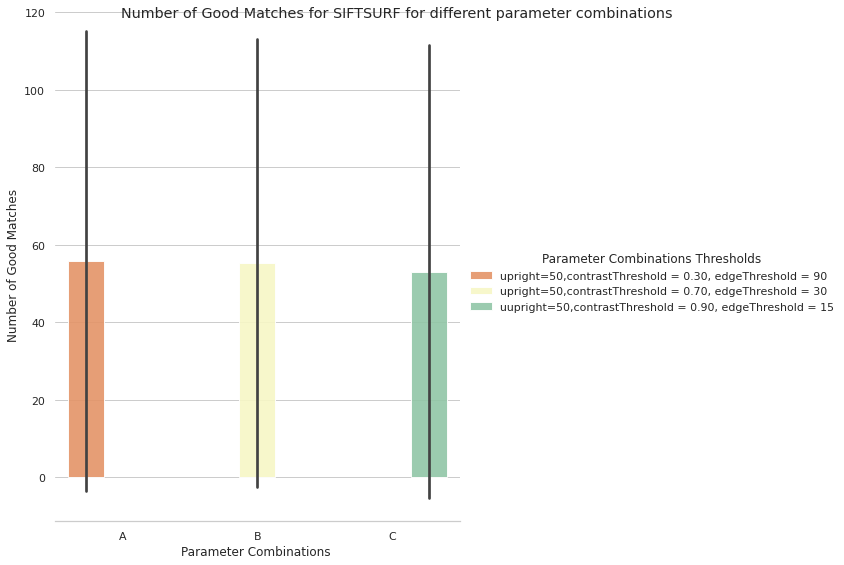 Number of Good Matches for SIFTSURF for different parameter combinations
120
100
80
60
40
20
0
Number of Good Matches
A B C
Parameter Combinations
Parameter Combinations Thresholds
upright=50,contrastThreshold = 0.30, edgeThreshold = 90
upright=50,contrastThreshold = 0.70, edgeThreshold = 30
uupright=50,contrastThreshold = 0.90, edgeThreshold = 15